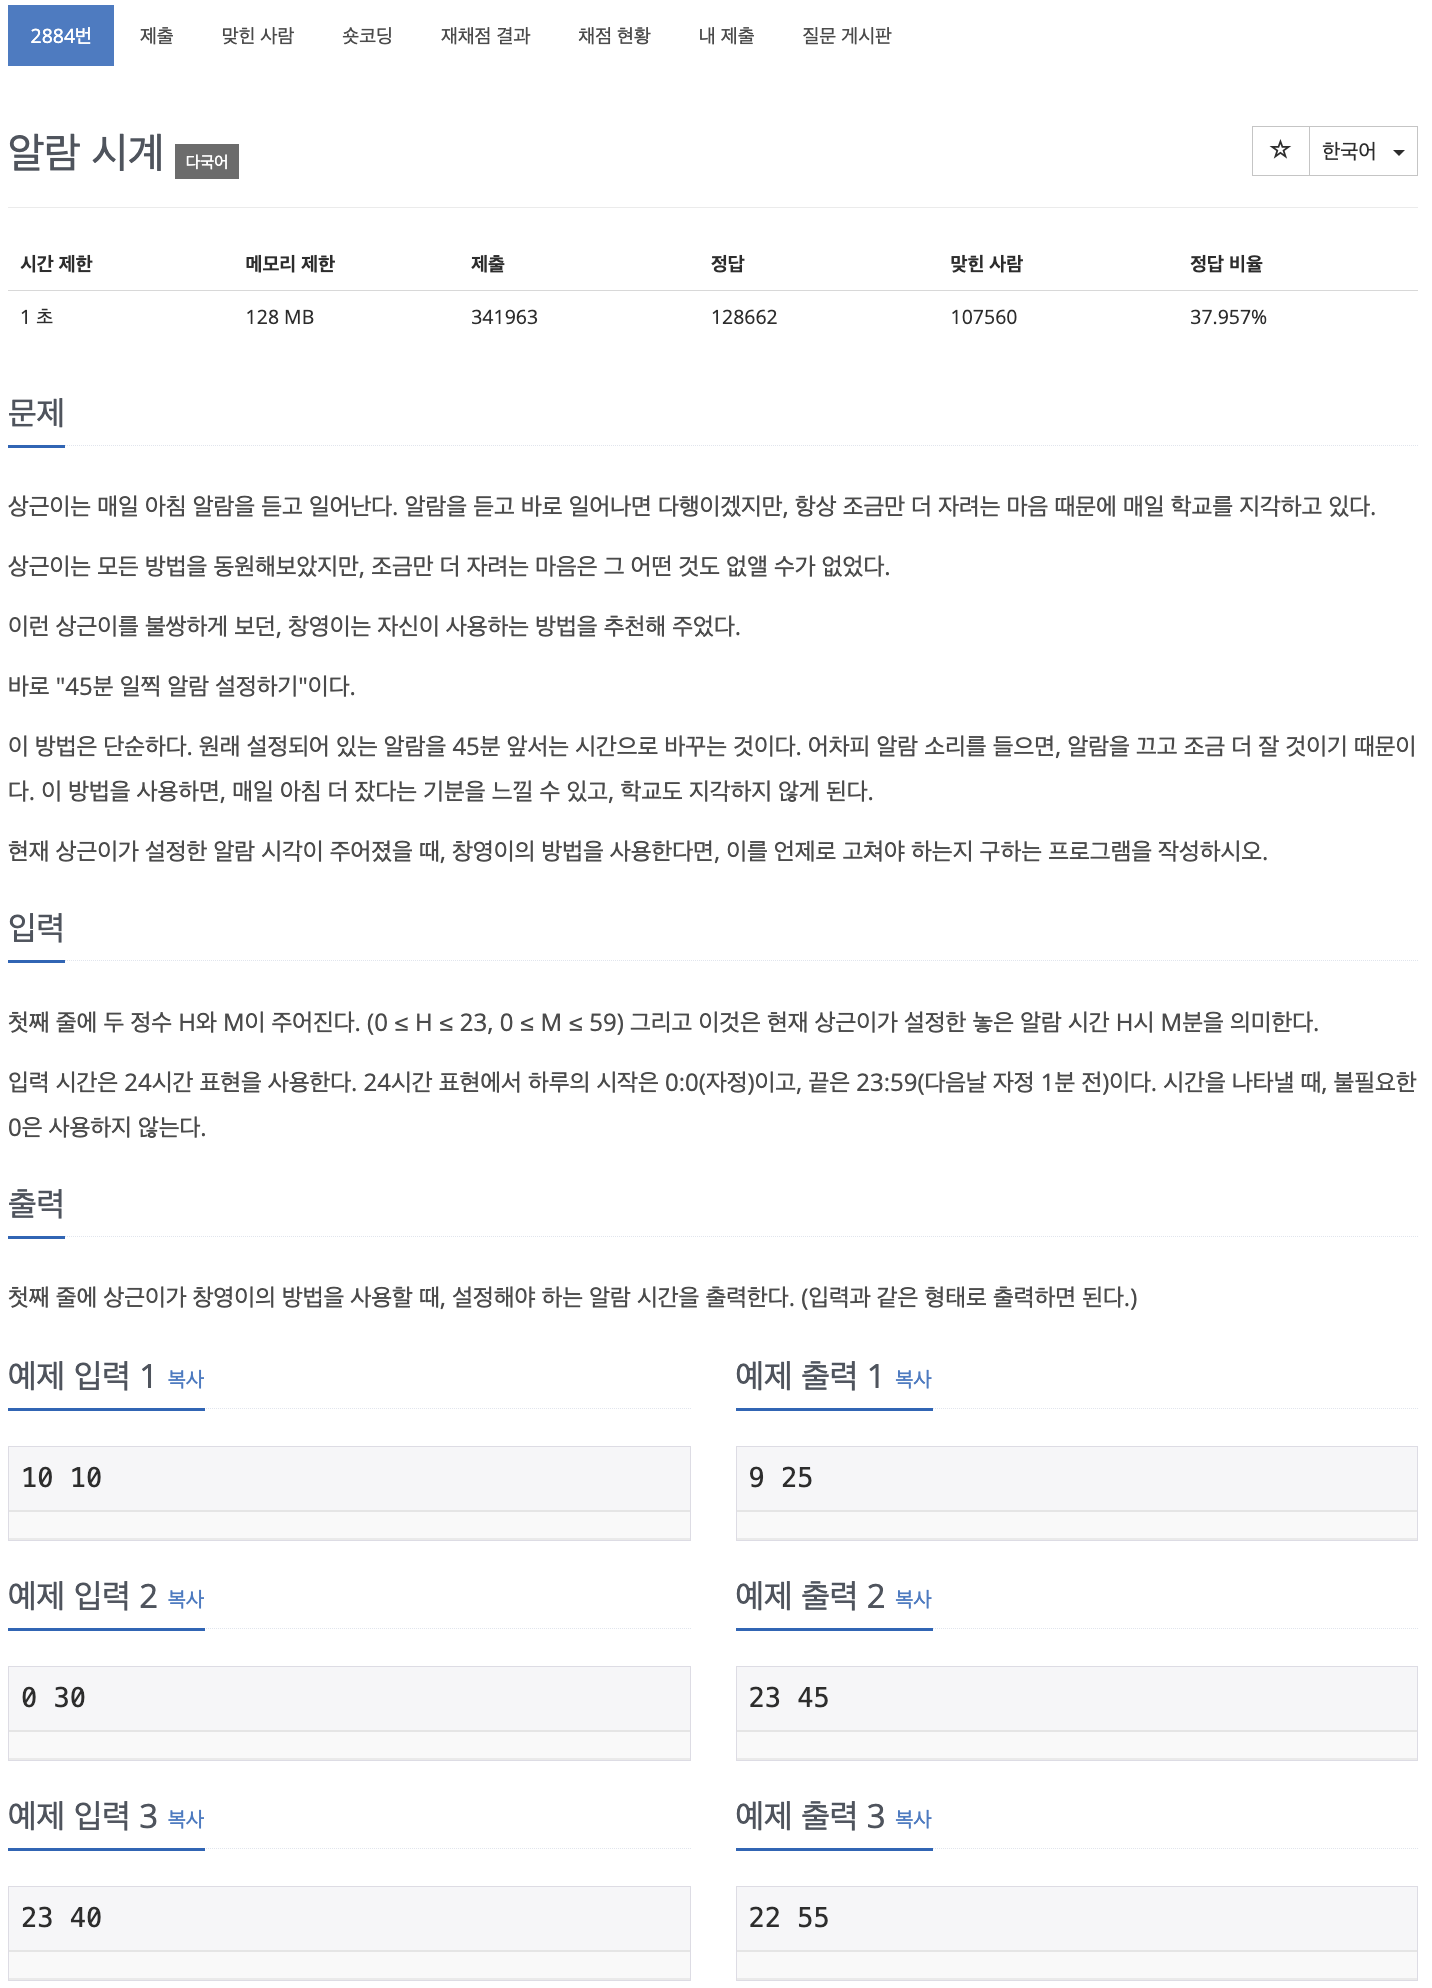 2884번 제출 맞힌 사람 숏코딩 재채점 결과 채점 현황 내 제출 질문 게시판
알람 시계 다국어
☆ 한국어
시간 제한 메모리 제한 제출 정답 맞힌 사람 정답 비율
1 초 128 MB 341963 128662 107560 37.957%
문제
상근이는 매일 아침 알람을 듣고 일어난다. 알람을 듣고 바로 일어나면 다행이겠지만, 항상 조금만 더 자려는 마음 때문에 매일 학교를 지각하고 있다.
상근이는 모든 방법을 동원해보았지만, 조금만 더 자려는 마음은 그 어떤 것도 없앨 수가 없었다.
이런 상근이를 불쌍하게 보던, 창영이는 자신이 사용하는 방법을 추천해 주었다.
바로 "45분 일찍 알람 설정하기"이다.
이 방법은 단순하다. 원래 설정되어 있는 알람을 45분 앞서는 시간으로 바꾸는 것이다. 어차피 알람 소리를 들으면, 알람을 끄고 조금 더 잘 것이기 때문이
다. 이 방법을 사용하면, 매일 아침 더 잤다는 기분을 느낄 수 있고, 학교도 지각하지 않게 된다.
현재 상근이가 설정한 알람 시각이 주어졌을 때, 창영이의 방법을 사용한다면, 이를 언제로 고쳐야 하는지 구하는 프로그램을 작성하시오.
입력
첫째 줄에 두 정수 H와 M이 주어진다. (0 ≤ H ≤ 23, 0 ≤ M ≤ 59) 그리고 이것은 현재 상근이가 설정한 놓은 알람 시간 H시 M분을 의미한다.
입력 시간은 24시간 표현을 사용한다. 24시간 표현에서 하루의 시작은 0:0(자정)이고, 끝은 23:59(다음날 자정 1분 전)이다. 시간을 나타낼 때, 불필요한
0은 사용하지 않는다.
출력
첫째 줄에 상근이가 창영이의 방법을 사용할 때, 설정해야 하는 알람 시간을 출력한다. (입력과 같은 형태로 출력하면 된다.)
예제 입력 1 복사
10 10
예제 출력 1 복사
9 25
예제 입력 2 복사
0 30
예제 출력 2 복사
23 45
예제 입력 3 복사
23 40
예제 출력 3 복사
22 55